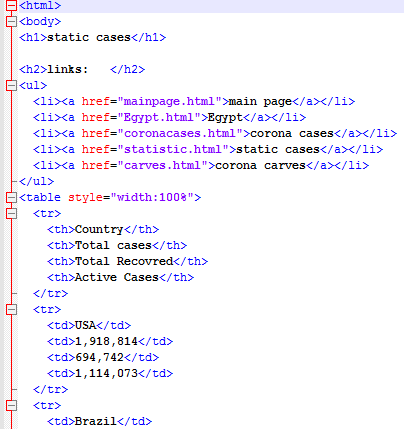 <html>
<body>
<h1>static cases</h1>
<h2>links:   </h2>
<ul>
<li><a href="mainpage.html">main page</a></li>
<li><a href="Egypt.html">Egypt</a></li>
<li><a href="coronacases.html">corona cases</a></li>
<li><a href="statistic.html">static cases</a></li>
<li><a href="carves.html">corona carves</a></li>
</ul>
<table style="width:100%">
<tr>
<th>Country</th>
<th>Total cases</th>
<th>Total Recovred</th>
<th>Active Cases</th>
</tr>
<tr>
<td>USA</td>
<td>1,918,814</td>
<td>694,742</td>
<td>1,114,073</td>
</tr>
<tr>
<td>Brazil</td>